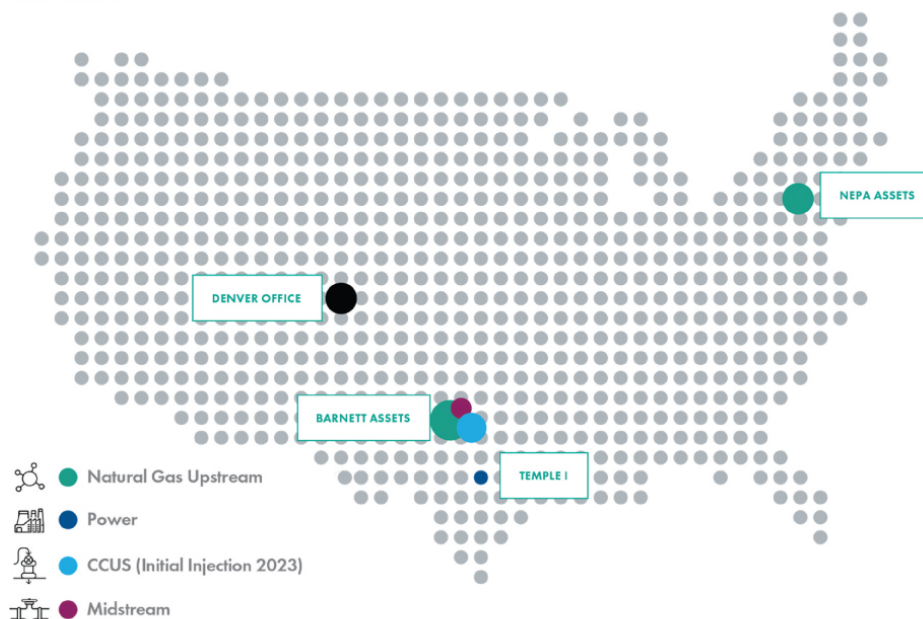 NEPA ASSETS
DENVER OFFICE
BARNETT ASSETS
TEMPLE I
Natural Gas Upstream
Power
CCUS (Initial Injection 2023)
Midstream